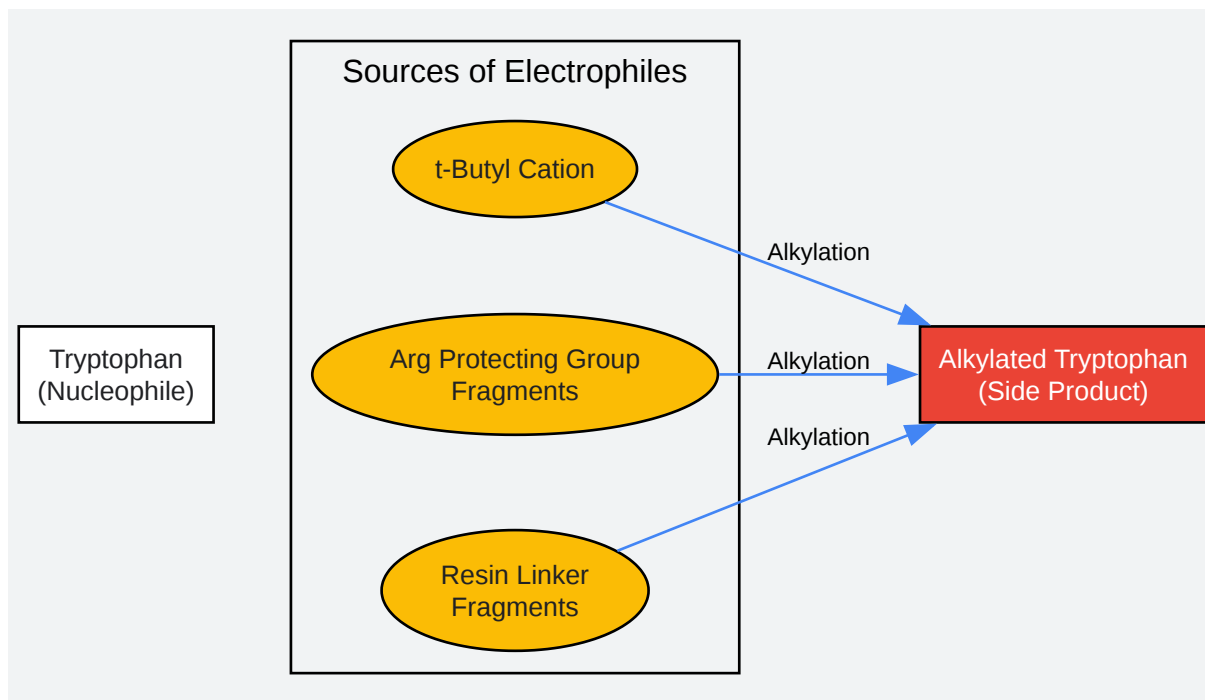 Sources of Electrophiles
t-Butyl Cation
Alkylation
Tryptophan
(Nucleophile)
Arg Protecting Group
Fragments
Alkylation
Alkylated Tryptophan
(Side Product)
Alkylation
Resin Linker
Fragments